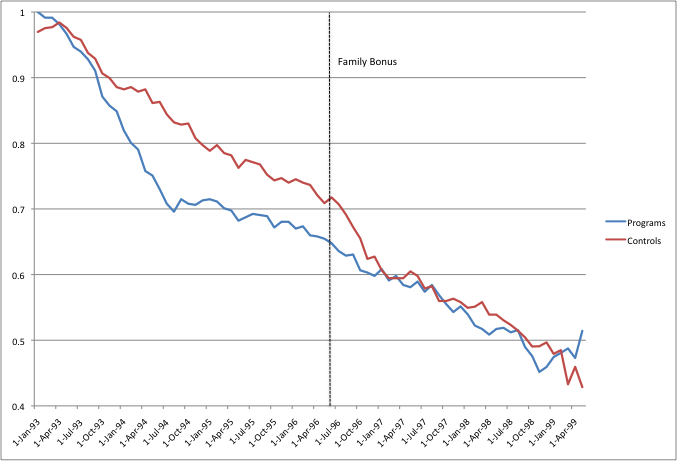 1
0.9
0.8
0.7
0.6
0.5
0.4
Family Bonus
Programs
Controls
1-Jan-93
1-Apr-93
1-Jul-93
1-Oct-93
1-Jan-94
1-Apr-94
1-Jul-94
1-Oct-94
1-Jan-95
1-Apr-95
1-Jul-95
1-Oct-95
1-Jan-96
1-Apr-96
1-Jul-96
1-Oct-96
1-Jan-97
1-Apr-97
1-Jul-97
1-Oct-97
1-Jan-98
1-Apr-98
1-Jul-98
1-Oct-98
1-Jan-99
1-Apr-99